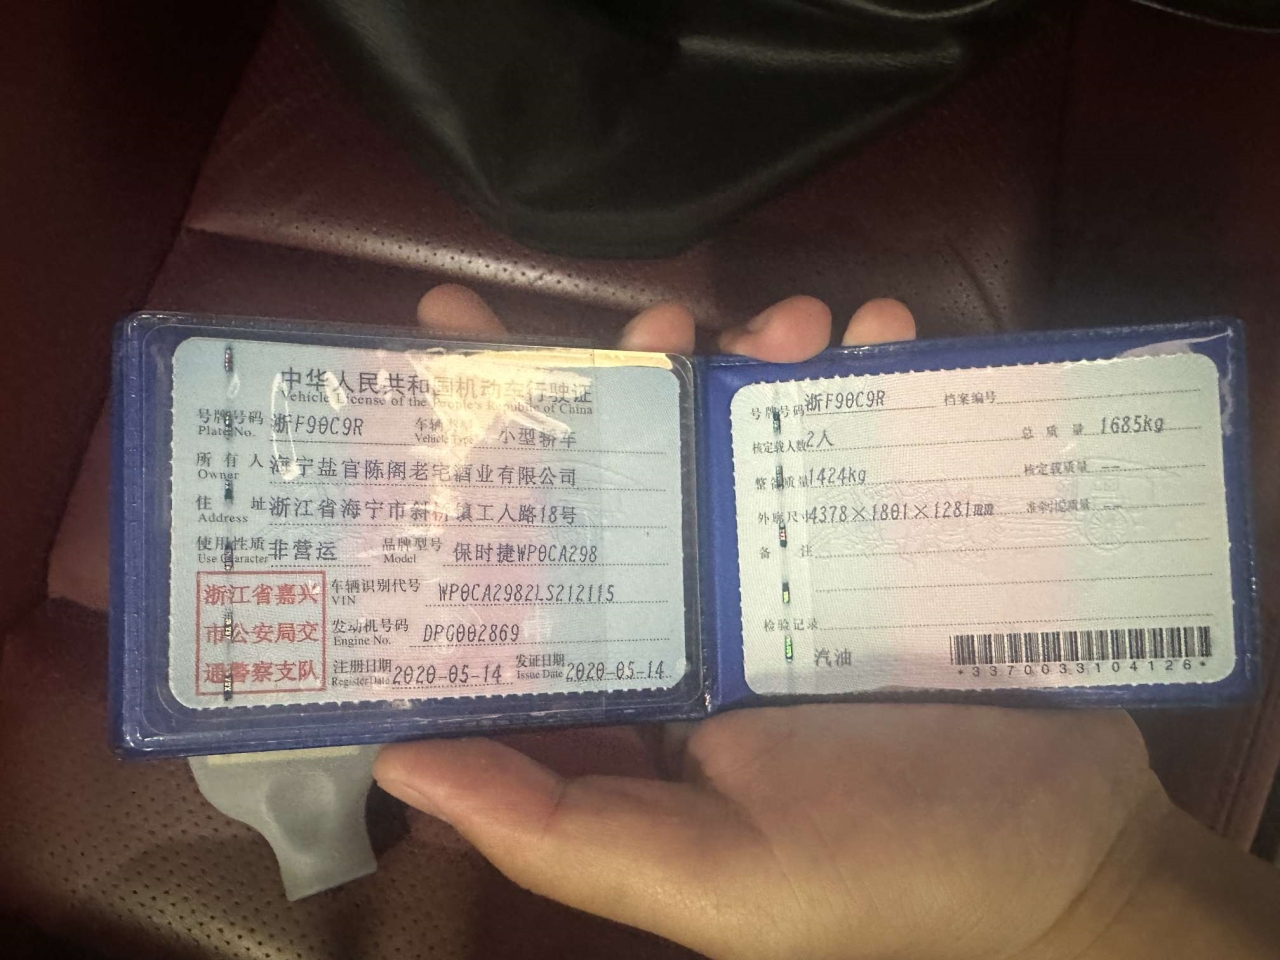 中华人民共和国机动车行驶证
Vehicle License of the People's Republic of China
号牌号码 浙F90C9R 车辆类型 小型轿车
Plate No. Vehicle Type
所有人 海宁盐官陈阁老宅酒业有限公司
Owner
住址 浙江省海宁市斜桥镇工人路18号
Address
使用性质 非营运 品牌型号 保时捷WP0CA298
Use Character Model
浙江省嘉兴
市公安局交
通警察支队
车辆识别代号 WP0CA2982LS212115
VIN
发动机号码 DPG002869
Engine No.
注册日期 2020-05-14 发证日期 2020-05-14
Register Date Issue Date
号牌号码 浙F90C9R 档案编号
核定载人数 2人 总质量 1685kg
整备质量 1424kg 核定载质量 --
外廓尺寸 4378×1801×1281mm 准牵引总质量 --
备注
检验记录
汽油
*3370033104126*